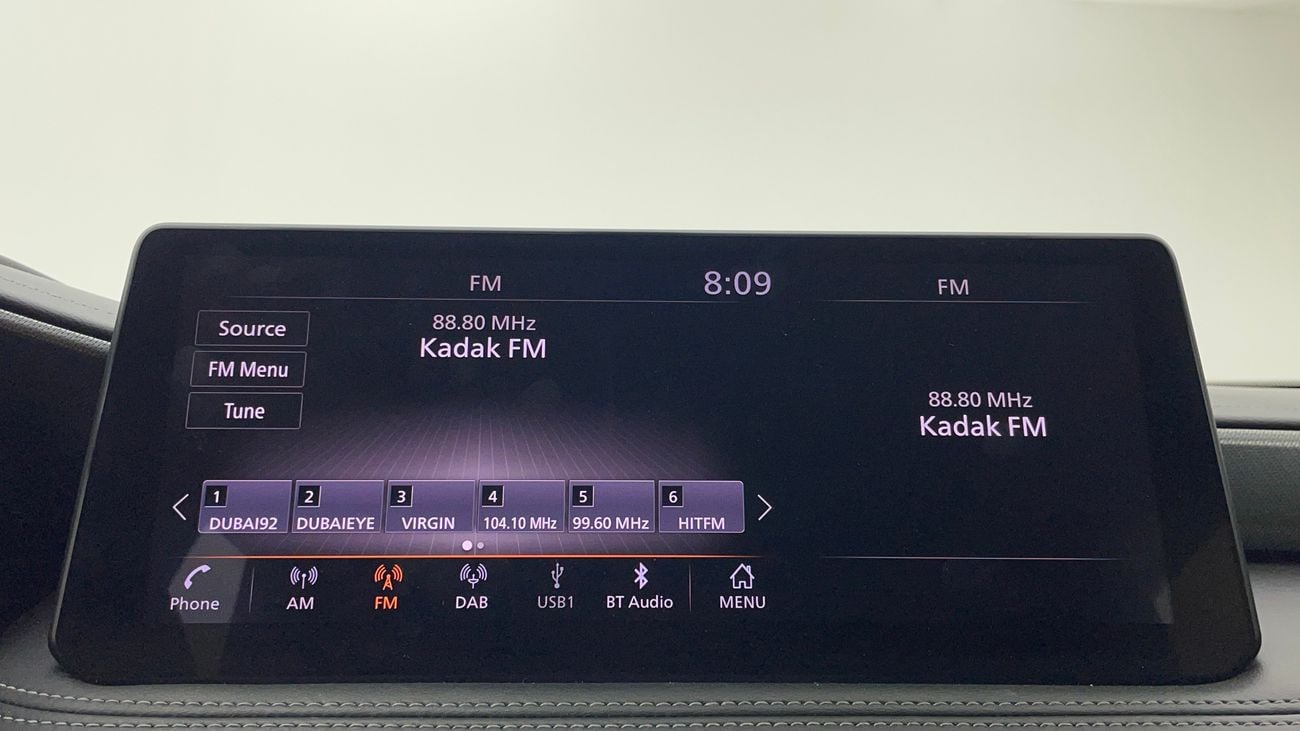 FM
8:09
FM
Source
FM Menu
Tune
88.80 MHz
Kadak FM
88.80 MHz
Kadak FM
1 DUBAI92
2 DUBAIEYE
3 VIRGIN
4 104.10 MHz
5 99.60 MHz
6 HITFM
Phone
AM
FM
DAB
USB1
BT Audio
MENU